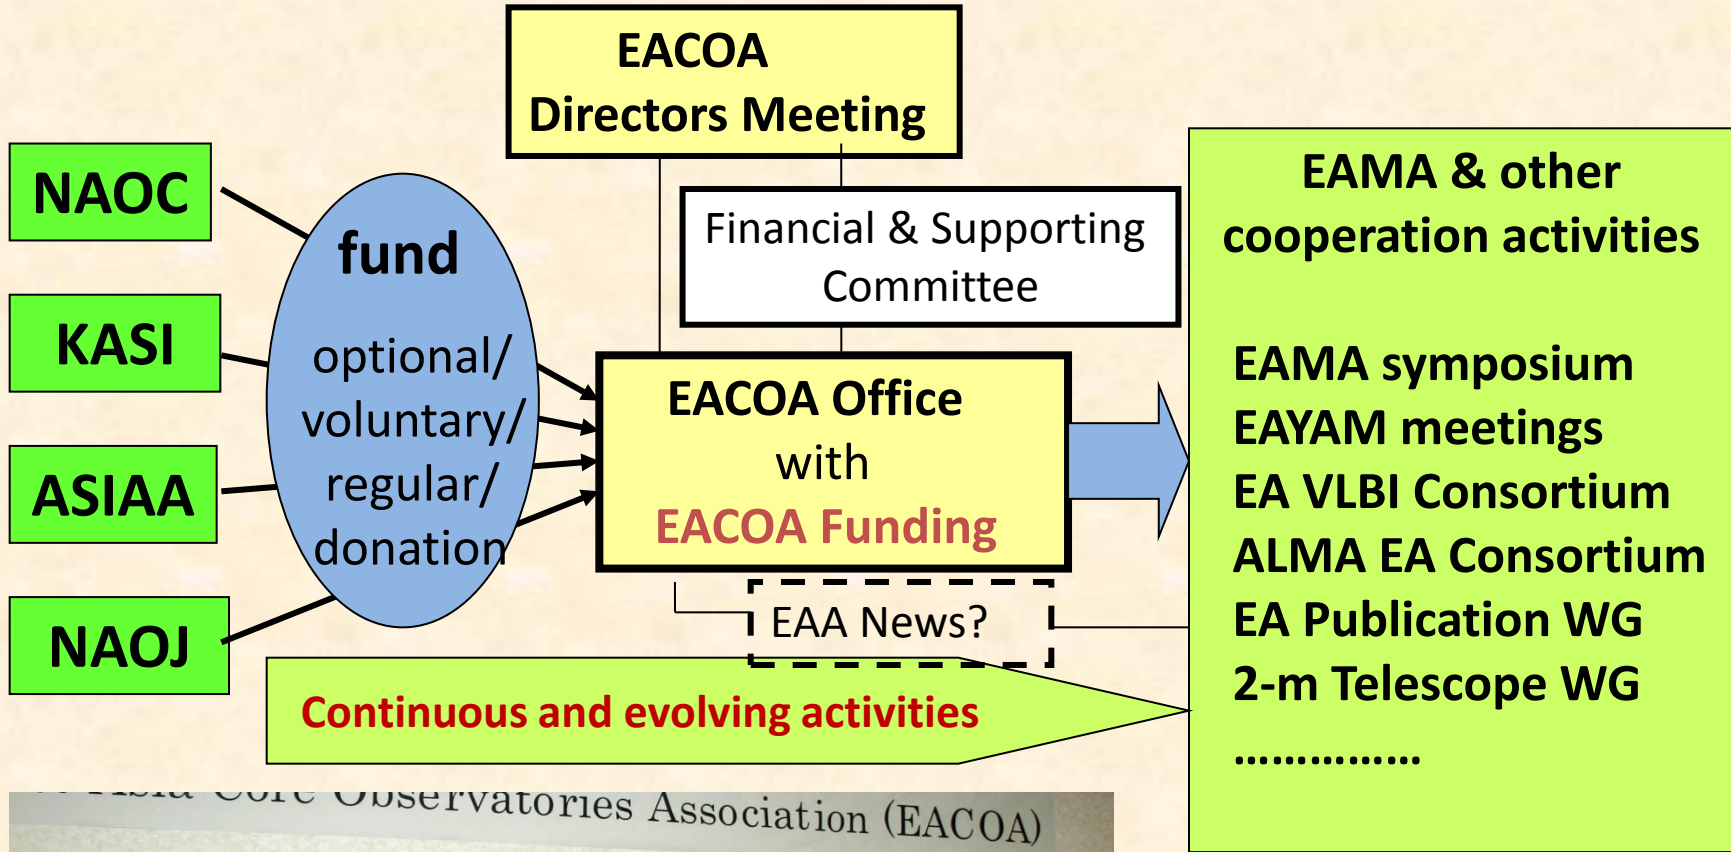 EACOA
Directors Meeting
NAOC
KASI
ASIAA
NAOJ
fund
optional/
voluntary/
regular/
donation
Financial & Supporting
Committee
EACOA Office
with
EACOA Funding
EAA News?
Continuous and evolving activities
EAMA & other
cooperation activities
EAMA symposium
EAYAM meetings
EA VLBI Consortium
ALMA EA Consortium
EA Publication WG
2-m Telescope WG
...............
Asia Core Observatories Association (EACOA)